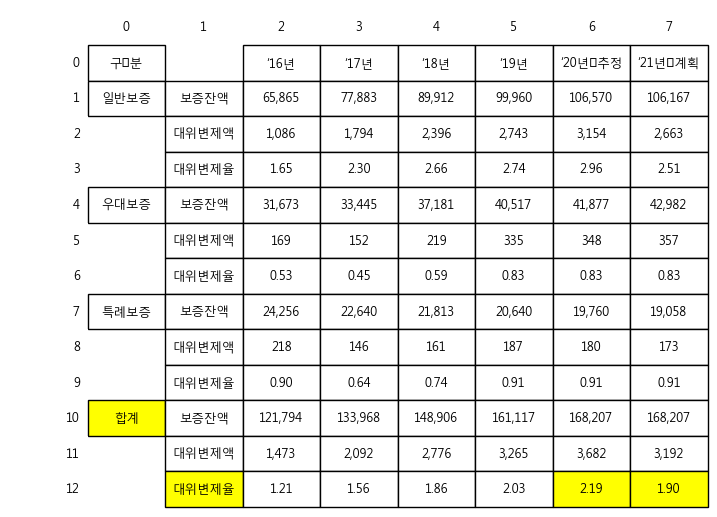 0 1 2 3 4 5 6 7
0 구□분 '16년 '17년 '18년 '19년 '20년□추정 '21년□계획
1 일반보증 보증잔액 65,865 77,883 89,912 99,960 106,570 106,167
2 대위변제액 1,086 1,794 2,396 2,743 3,154 2,663
3 대위변제율 1.65 2.30 2.66 2.74 2.96 2.51
4 우대보증 보증잔액 31,673 33,445 37,181 40,517 41,877 42,982
5 대위변제액 169 152 219 335 348 357
6 대위변제율 0.53 0.45 0.59 0.83 0.83 0.83
7 특례보증 보증잔액 24,256 22,640 21,813 20,640 19,760 19,058
8 대위변제액 218 146 161 187 180 173
9 대위변제율 0.90 0.64 0.74 0.91 0.91 0.91
10 합계 보증잔액 121,794 133,968 148,906 161,117 168,207 168,207
11 대위변제액 1,473 2,092 2,776 3,265 3,682 3,192
12 대위변제율 1.21 1.56 1.86 2.03 2.19 1.90